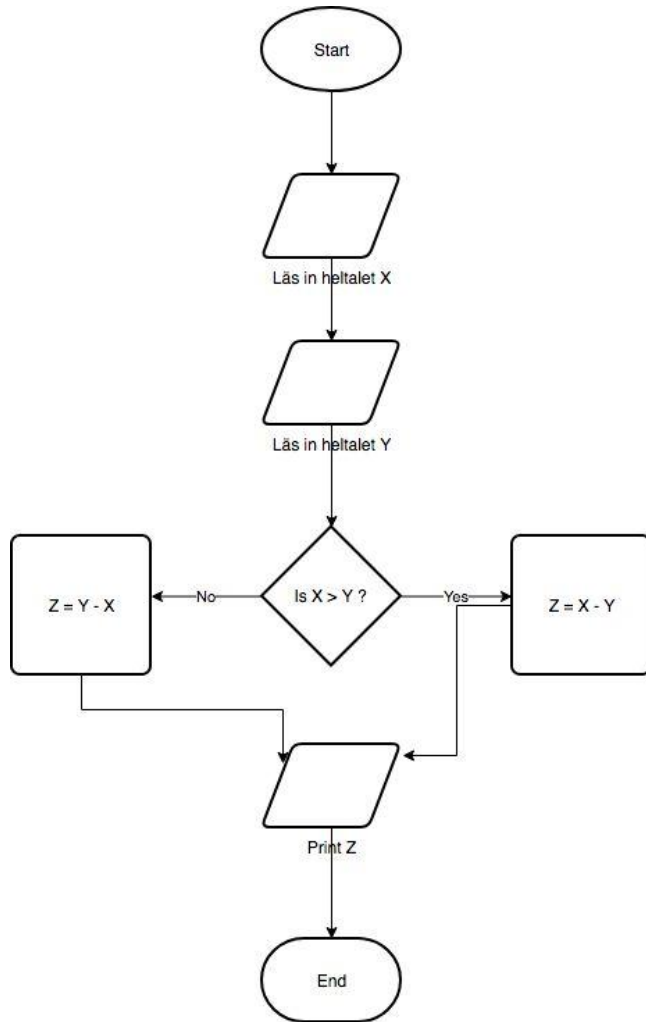 Start
Läs in heltalet X
Läs in heltalet Y
Is X > Y ?
No
Yes
Z = Y - X
Z = X - Y
Print Z
End